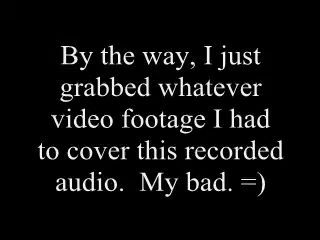 By the way, I just
grabbed whatever
video footage I had
to cover this recorded
audio.  My bad. =)